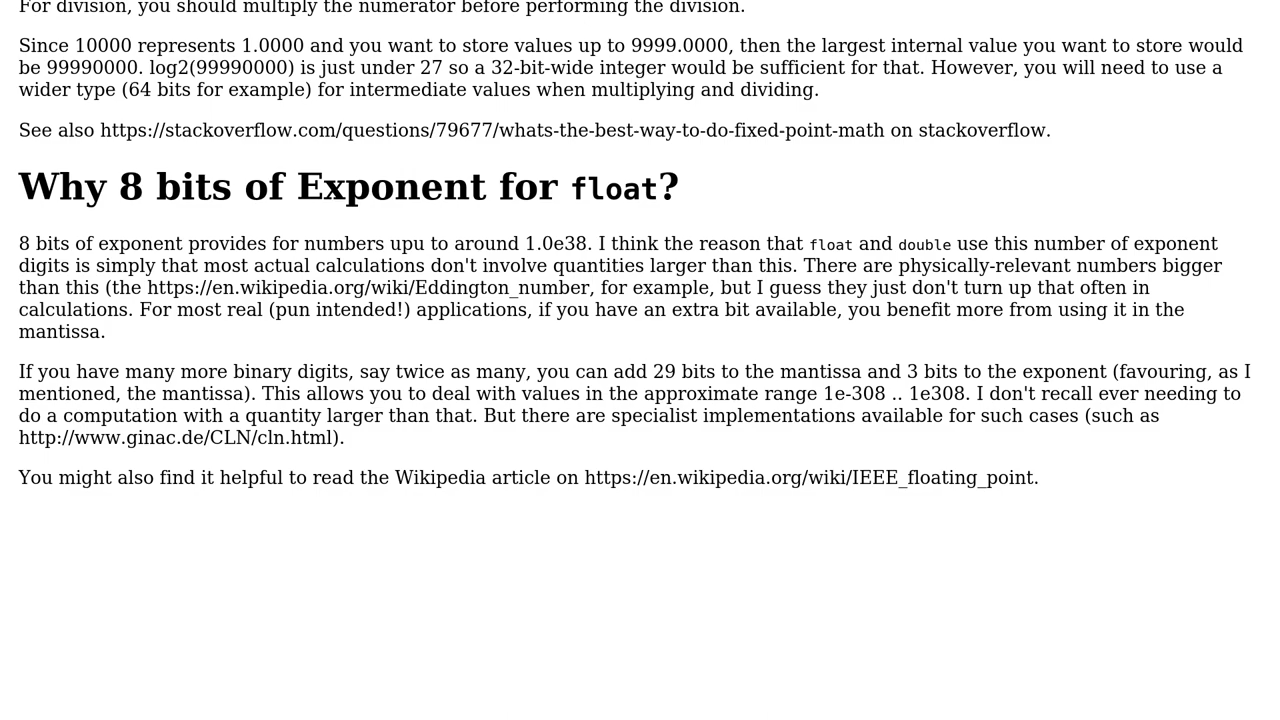 For division, you should multiply the numerator before performing the division.
Since 10000 represents 1.0000 and you want to store values up to 9999.0000, then the largest internal value you want to store would
be 99990000. log2(99990000) is just under 27 so a 32-bit-wide integer would be sufficient for that. However, you will need to use a
wider type (64 bits for example) for intermediate values when multiplying and dividing.
See also https://stackoverflow.com/questions/79677/whats-the-best-way-to-do-fixed-point-math on stackoverflow.
Why 8 bits of Exponent for float?
8 bits of exponent provides for numbers upu to around 1.0e38. I think the reason that float and double use this number of exponent
digits is simply that most actual calculations don't involve quantities larger than this. There are physically-relevant numbers bigger
than this (the https://en.wikipedia.org/wiki/Eddington_number, for example, but I guess they just don't turn up that often in
calculations. For most real (pun intended!) applications, if you have an extra bit available, you benefit more from using it in the
mantissa.
If you have many more binary digits, say twice as many, you can add 29 bits to the mantissa and 3 bits to the exponent (favouring, as I
mentioned, the mantissa). This allows you to deal with values in the approximate range 1e-308 .. 1e308. I don't recall ever needing to
do a computation with a quantity larger than that. But there are specialist implementations available for such cases (such as
http://www.ginac.de/CLN/cln.html).
You might also find it helpful to read the Wikipedia article on https://en.wikipedia.org/wiki/IEEE_floating_point.